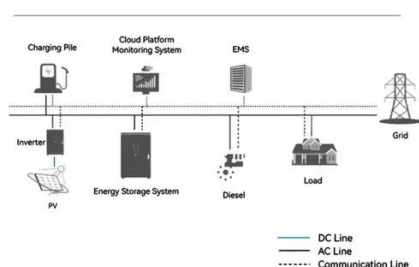 Charging Pile
Cloud Platform
Monitoring System
EMS
Grid
Inverter
PV
Energy Storage System
Diesel
Load
DC Line
AC Line
Communication Line